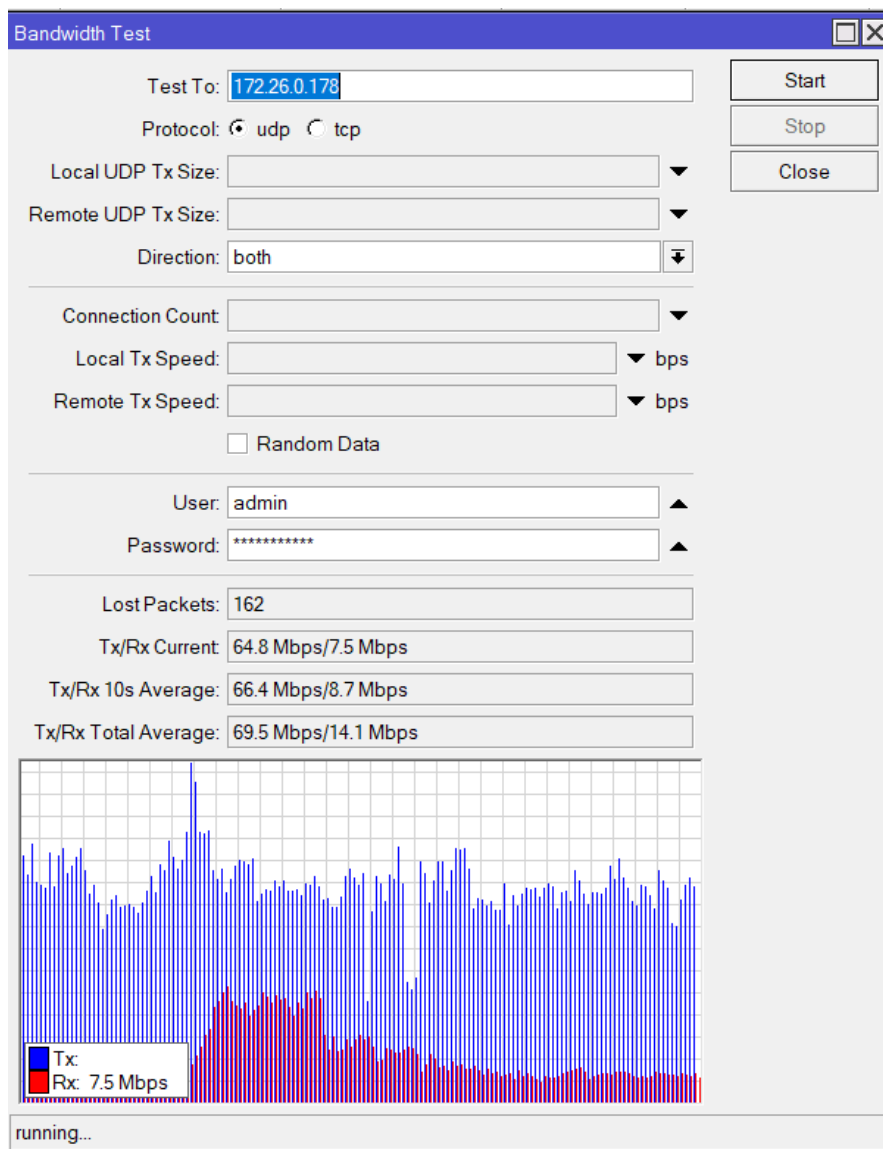 Bandwidth Test
Test To: 172.26.0.178
Start
Protocol: udp tcp
Stop
Local UDP Tx Size:
Close
Remote UDP Tx Size:
Direction: both
Connection Count:
Local Tx Speed: bps
Remote Tx Speed: bps
Random Data
User: admin
Password: ***********
Lost Packets: 162
Tx/Rx Current: 64.8 Mbps/7.5 Mbps
Tx/Rx 10s Average: 66.4 Mbps/8.7 Mbps
Tx/Rx Total Average: 69.5 Mbps/14.1 Mbps
Tx:
Rx: 7.5 Mbps
running...